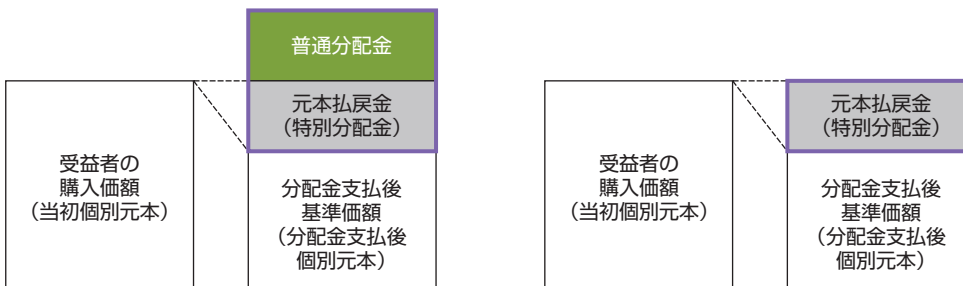 普通分配金
元本払戻金
（特別分配金）
受益者の
購入価額
（当初個別元本）
分配金支払後
基準価額
（分配金支払後
個別元本）
元本払戻金
（特別分配金）
受益者の
購入価額
（当初個別元本）
分配金支払後
基準価額
（分配金支払後
個別元本）